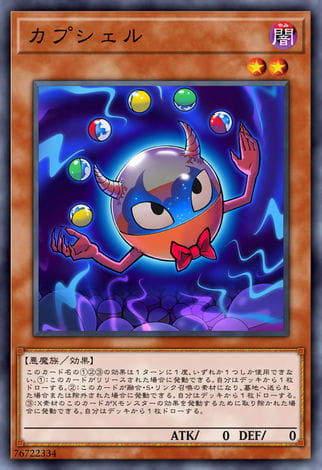 カプシェル
闇
やみ
【悪魔族/効果】
このカード名の①②③の効果は1ターンに1度、いずれか1つしか使用できな
い。①:このカードがリリースされた場合に発動できる。自分はデッキから1枚
ドローする。②:このカードが融合・S・リンク召喚の素材になり、墓地へ送られ
た場合または除外された場合に発動できる。自分はデッキから1枚ドローする。
③:X素材のこのカードがXモンスターの効果を発動するために取り除かれた場
合に発動できる。自分はデッキから1枚ドローする。
ATK/ 0 DEF/ 0
76722334